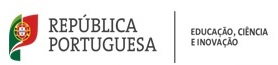 REPÚBLICA
PORTUGUESA
EDUCAÇÃO, CIÊNCIA
E INOVAÇÃO